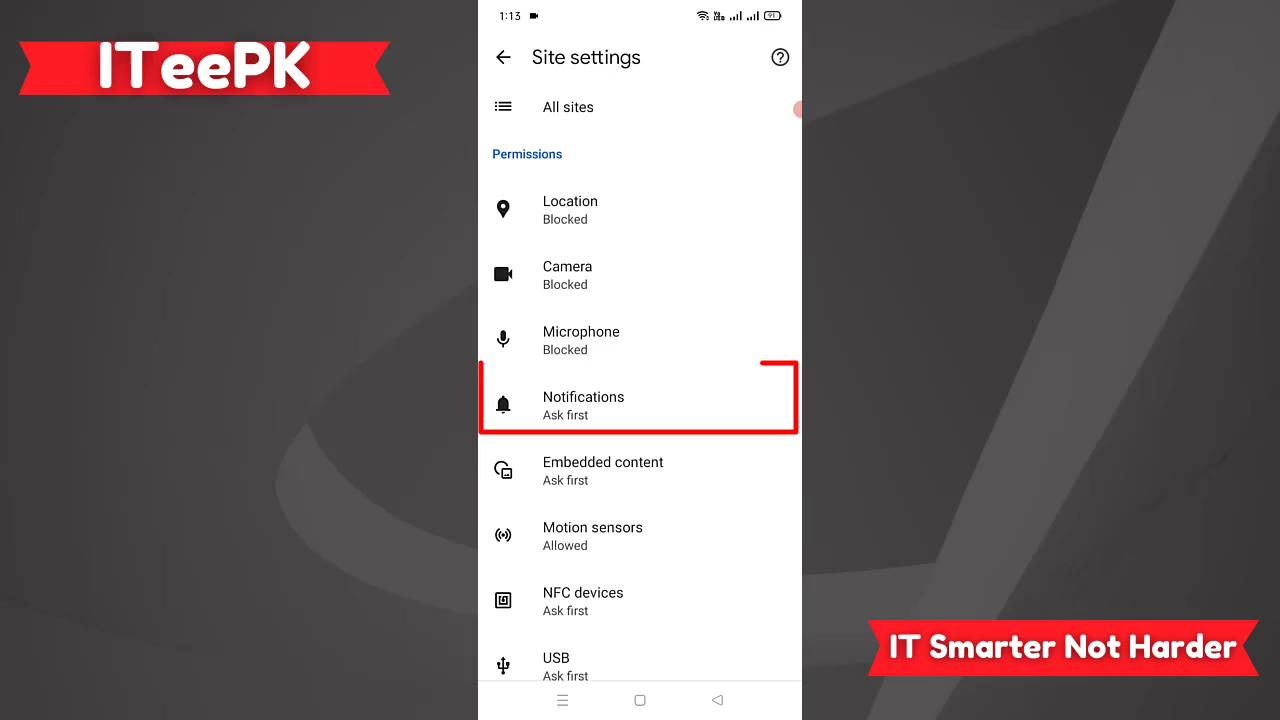 ITeePK
1:13
91
Site settings
All sites
Permissions
Location
Blocked
Camera
Blocked
Microphone
Blocked
Notifications
Ask first
Embedded content
Ask first
Motion sensors
Allowed
NFC devices
Ask first
USB
Ask first
IT Smarter Not Harder